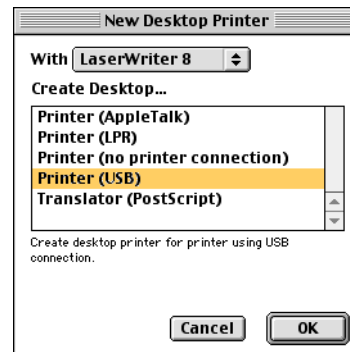 New Desktop Printer
With LaserWriter 8
Create Desktop...
Printer (AppleTalk)
Printer (LPR)
Printer (no printer connection)
Printer (USB)
Translator (PostScript)
Create desktop printer for printer using USB
connection.
Cancel OK